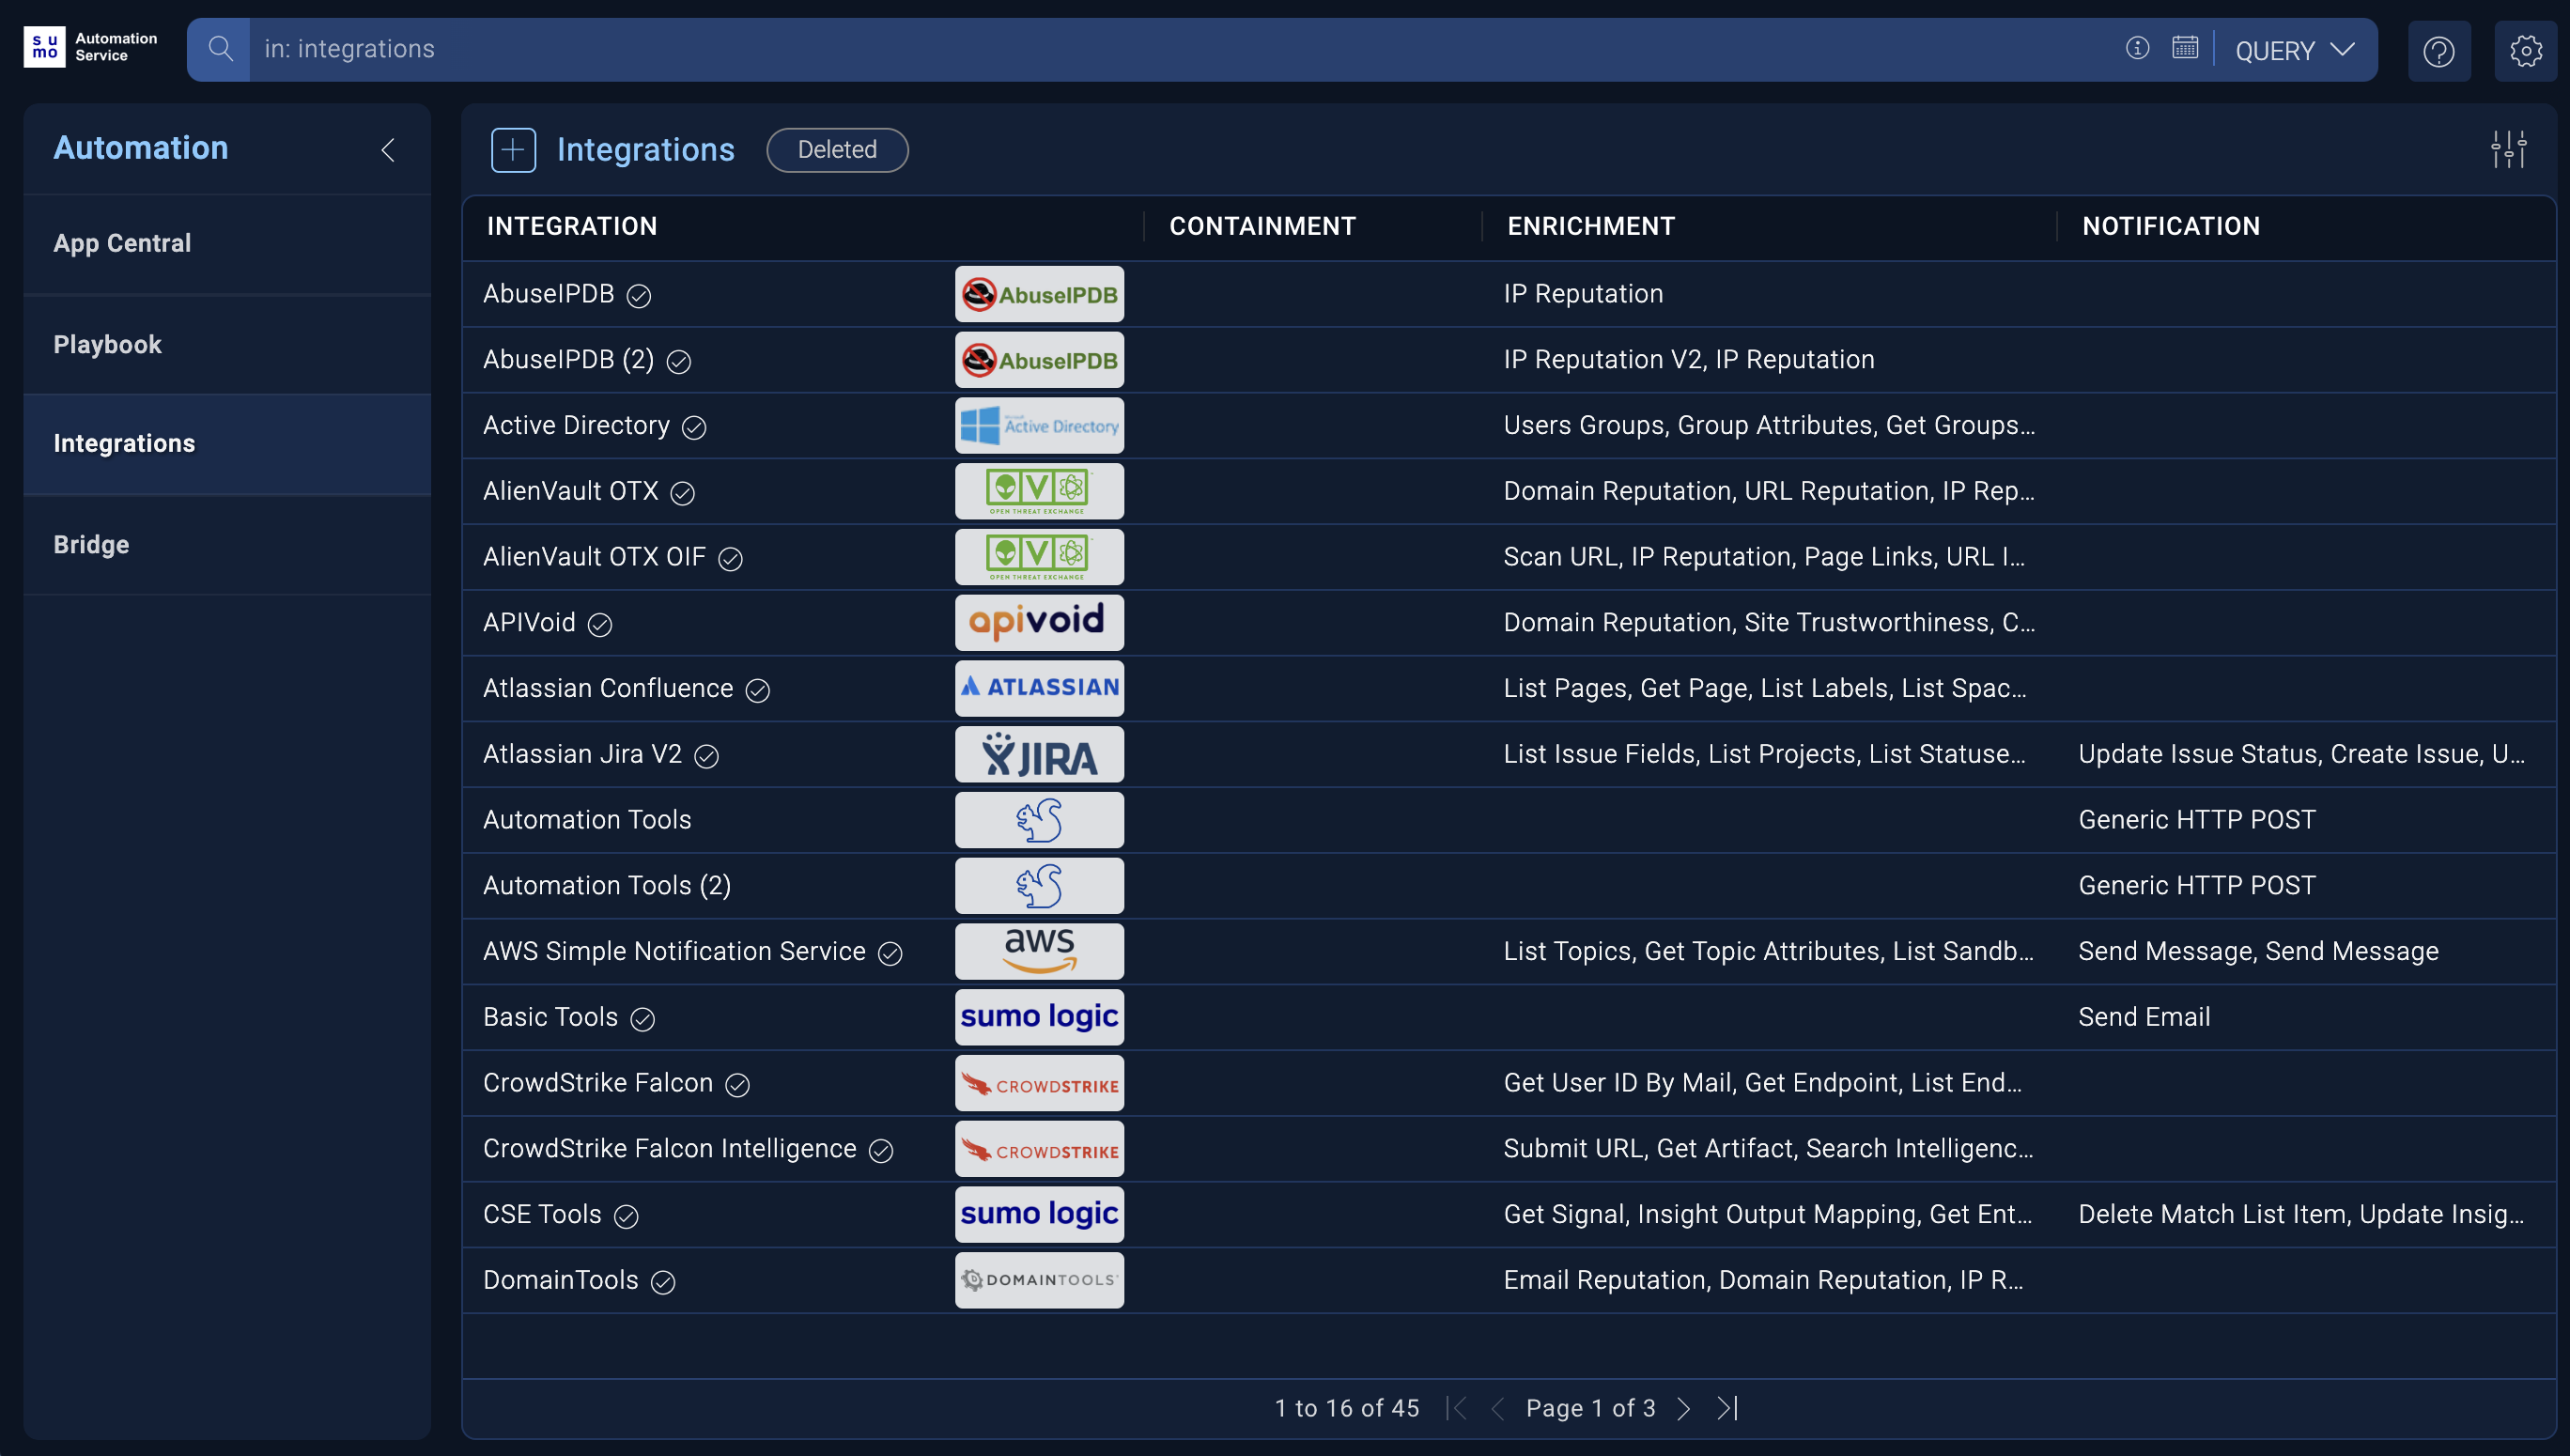 su
mo
Automation
Service
in: integrations
QUERY
Automation
App Central
Playbook
Integrations
Bridge
Integrations
Deleted
INTEGRATION CONTAINMENT ENRICHMENT NOTIFICATION
AbuseIPDB AbuseIPDB IP Reputation
AbuseIPDB (2) AbuseIPDB IP Reputation V2, IP Reputation
Active Directory Active Directory Users Groups, Group Attributes, Get Groups...
AlienVault OTX OPEN THREAT EXCHANGE Domain Reputation, URL Reputation, IP Rep...
AlienVault OTX OIF OPEN THREAT EXCHANGE Scan URL, IP Reputation, Page Links, URL I...
APIVoid apivoid Domain Reputation, Site Trustworthiness, C...
Atlassian Confluence ATLASSIAN List Pages, Get Page, List Labels, List Spac...
Atlassian Jira V2 JIRA List Issue Fields, List Projects, List Statuse... Update Issue Status, Create Issue, U...
Automation Tools Generic HTTP POST
Automation Tools (2) Generic HTTP POST
AWS Simple Notification Service aws List Topics, Get Topic Attributes, List Sandb... Send Message, Send Message
Basic Tools sumo logic Send Email
CrowdStrike Falcon CROWDSTRIKE Get User ID By Mail, Get Endpoint, List End...
CrowdStrike Falcon Intelligence CROWDSTRIKE Submit URL, Get Artifact, Search Intelligenc...
CSE Tools sumo logic Get Signal, Insight Output Mapping, Get Ent... Delete Match List Item, Update Insig...
DomainTools DOMAINTOOLS Email Reputation, Domain Reputation, IP R...
1 to 16 of 45 Page 1 of 3